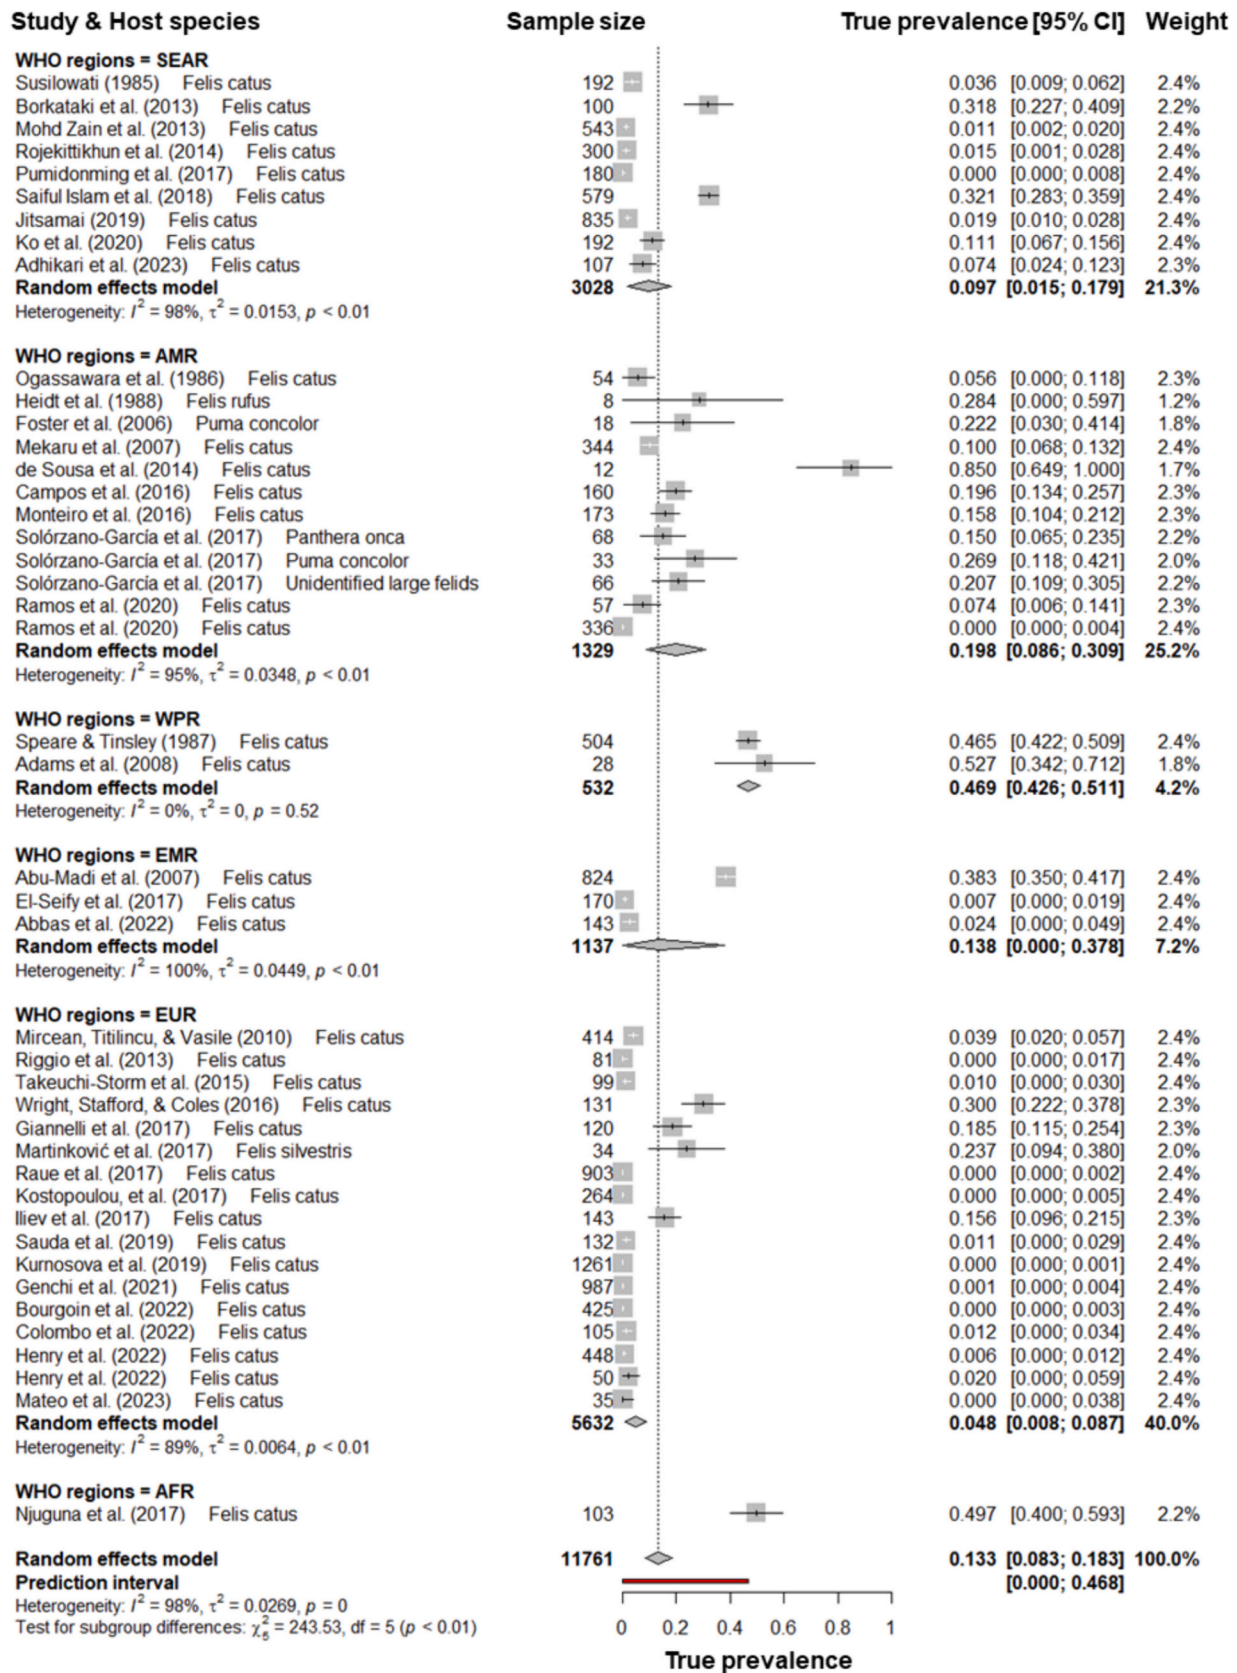 Study & Host species Sample size True prevalence [95% CI] Weight
WHO regions = SEAR
Susilowati (1985) Felis catus 192 0.036 [0.009; 0.062] 2.4%
Borkataki et al. (2013) Felis catus 100 0.318 [0.227; 0.409] 2.2%
Mohd Zain et al. (2013) Felis catus 543 0.011 [0.002; 0.020] 2.4%
Rojekittikhun et al. (2014) Felis catus 300 0.015 [0.001; 0.028] 2.4%
Pumidonming et al. (2017) Felis catus 180 0.000 [0.000; 0.008] 2.4%
Saiful Islam et al. (2018) Felis catus 579 0.321 [0.283; 0.359] 2.4%
Jitsamai (2019) Felis catus 835 0.019 [0.010; 0.028] 2.4%
Ko et al. (2020) Felis catus 192 0.111 [0.067; 0.156] 2.4%
Adhikari et al. (2023) Felis catus 107 0.074 [0.024; 0.123] 2.3%
Random effects model 3028 0.097 [0.015; 0.179] 21.3%
Heterogeneity: I² = 98%, τ² = 0.0153, p < 0.01
WHO regions = AMR
Ogassawara et al. (1986) Felis catus 54 0.056 [0.000; 0.118] 2.3%
Heidt et al. (1988) Felis rufus 8 0.284 [0.000; 0.597] 1.2%
Foster et al. (2006) Puma concolor 18 0.222 [0.030; 0.414] 1.8%
Mekaru et al. (2007) Felis catus 344 0.100 [0.068; 0.132] 2.4%
de Sousa et al. (2014) Felis catus 12 0.850 [0.649; 1.000] 1.7%
Campos et al. (2016) Felis catus 160 0.196 [0.134; 0.257] 2.3%
Monteiro et al. (2016) Felis catus 173 0.158 [0.104; 0.212] 2.3%
Solórzano-García et al. (2017) Panthera onca 68 0.150 [0.065; 0.235] 2.2%
Solórzano-García et al. (2017) Puma concolor 33 0.269 [0.118; 0.421] 2.0%
Solórzano-García et al. (2017) Unidentified large felids 66 0.207 [0.109; 0.305] 2.2%
Ramos et al. (2020) Felis catus 57 0.074 [0.006; 0.141] 2.3%
Ramos et al. (2020) Felis catus 336 0.000 [0.000; 0.004] 2.4%
Random effects model 1329 0.198 [0.086; 0.309] 25.2%
Heterogeneity: I² = 95%, τ² = 0.0348, p < 0.01
WHO regions = WPR
Speare & Tinsley (1987) Felis catus 504 0.465 [0.422; 0.509] 2.4%
Adams et al. (2008) Felis catus 28 0.527 [0.342; 0.712] 1.8%
Random effects model 532 0.469 [0.426; 0.511] 4.2%
Heterogeneity: I² = 0%, τ² = 0, p = 0.52
WHO regions = EMR
Abu-Madi et al. (2007) Felis catus 824 0.383 [0.350; 0.417] 2.4%
El-Seify et al. (2017) Felis catus 170 0.007 [0.000; 0.019] 2.4%
Abbas et al. (2022) Felis catus 143 0.024 [0.000; 0.049] 2.4%
Random effects model 1137 0.138 [0.000; 0.378] 7.2%
Heterogeneity: I² = 100%, τ² = 0.0449, p < 0.01
WHO regions = EUR
Mircean, Titilincu, & Vasile (2010) Felis catus 414 0.039 [0.020; 0.057] 2.4%
Riggio et al. (2013) Felis catus 81 0.000 [0.000; 0.017] 2.4%
Takeuchi-Storm et al. (2015) Felis catus 99 0.010 [0.000; 0.030] 2.4%
Wright, Stafford, & Coles (2016) Felis catus 131 0.300 [0.222; 0.378] 2.3%
Giannelli et al. (2017) Felis catus 120 0.185 [0.115; 0.254] 2.3%
Martinković et al. (2017) Felis silvestris 34 0.237 [0.094; 0.380] 2.0%
Raue et al. (2017) Felis catus 903 0.000 [0.000; 0.002] 2.4%
Kostopoulou, et al. (2017) Felis catus 264 0.000 [0.000; 0.005] 2.4%
Iliev et al. (2017) Felis catus 143 0.156 [0.096; 0.215] 2.3%
Sauda et al. (2019) Felis catus 132 0.011 [0.000; 0.029] 2.4%
Kurnosova et al. (2019) Felis catus 1261 0.000 [0.000; 0.001] 2.4%
Genchi et al. (2021) Felis catus 987 0.001 [0.000; 0.004] 2.4%
Bourgoin et al. (2022) Felis catus 425 0.000 [0.000; 0.003] 2.4%
Colombo et al. (2022) Felis catus 105 0.012 [0.000; 0.034] 2.4%
Henry et al. (2022) Felis catus 448 0.006 [0.000; 0.012] 2.4%
Henry et al. (2022) Felis catus 50 0.020 [0.000; 0.059] 2.4%
Mateo et al. (2023) Felis catus 35 0.000 [0.000; 0.038] 2.4%
Random effects model 5632 0.048 [0.008; 0.087] 40.0%
Heterogeneity: I² = 89%, τ² = 0.0064, p < 0.01
WHO regions = AFR
Njuguna et al. (2017) Felis catus 103 0.497 [0.400; 0.593] 2.2%
Random effects model 11761 0.133 [0.083; 0.183] 100.0%
Prediction interval [0.000; 0.468]
Heterogeneity: I² = 98%, τ² = 0.0269, p = 0
Test for subgroup differences: χ²₅ = 243.53, df = 5 (p < 0.01)
0 0.2 0.4 0.6 0.8 1
True prevalence